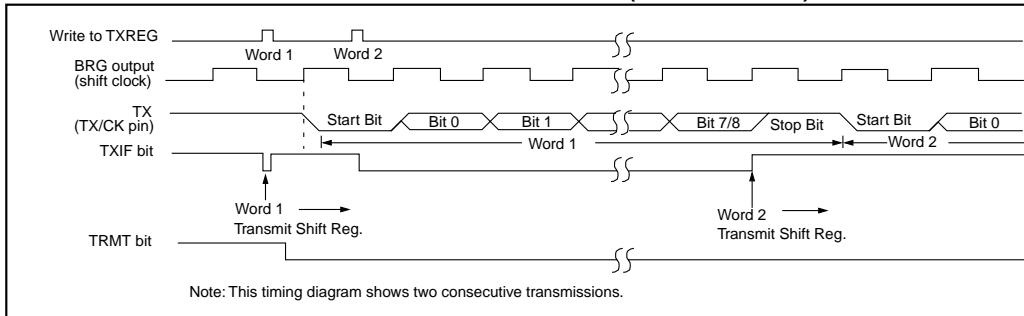 Write to TXREG
Word 1 Word 2
BRG output
(shift clock)
TX
(TX/CK pin)
Start Bit Bit 0 Bit 1 Bit 7/8 Stop Bit Start Bit Bit 0
Word 1 Word 2
TXIF bit
Word 1
Transmit Shift Reg.
Word 2
Transmit Shift Reg.
TRMT bit
Note: This timing diagram shows two consecutive transmissions.